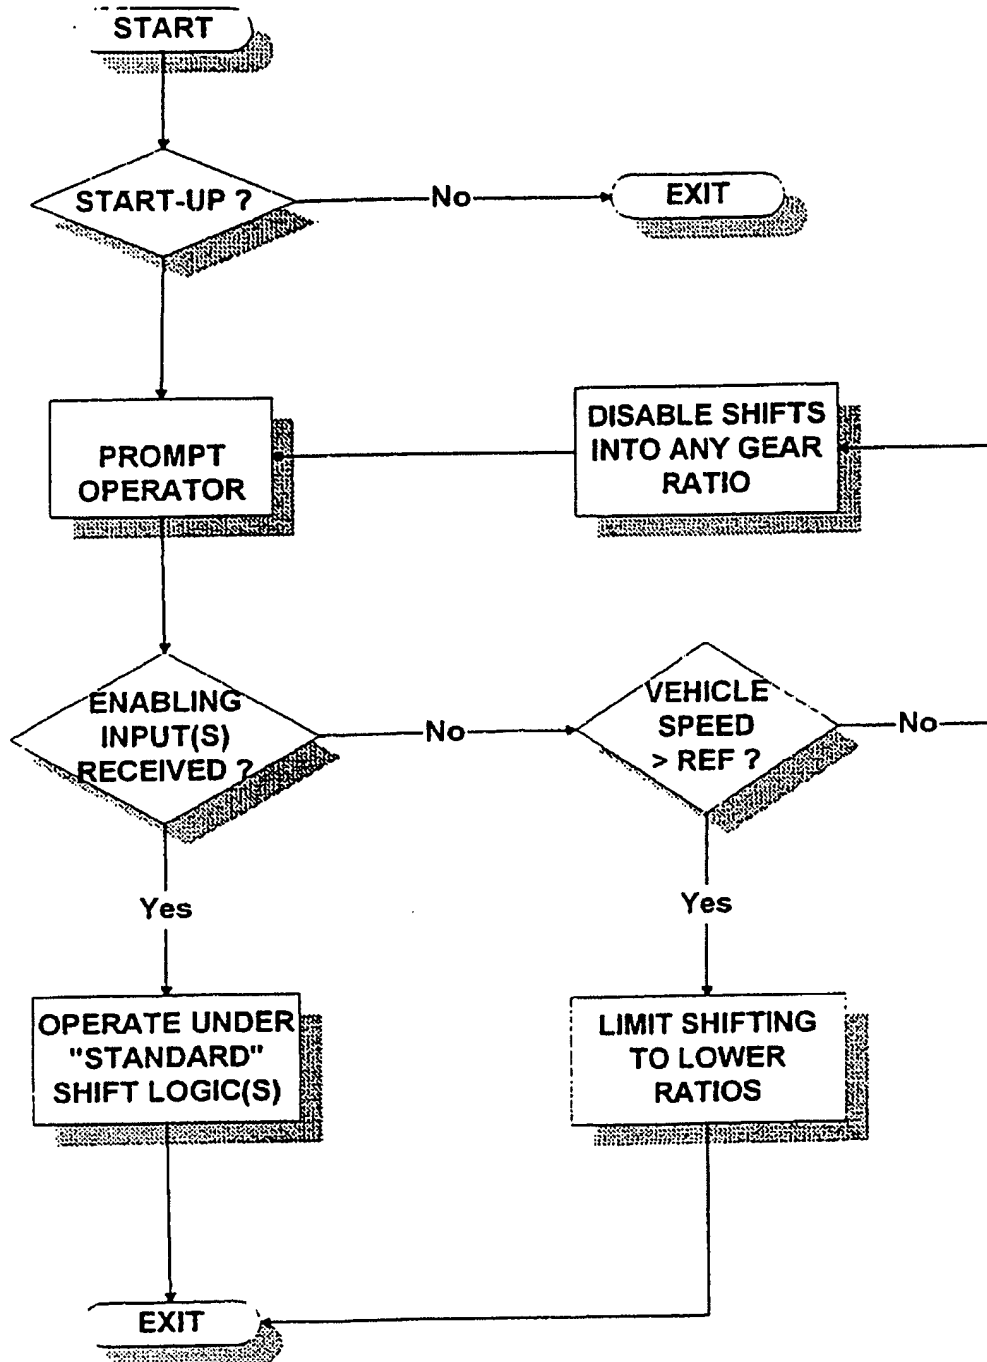 START
START-UP ?
No
EXIT
PROMPT
OPERATOR
DISABLE SHIFTS
INTO ANY GEAR
RATIO
ENABLING
INPUT(S)
RECEIVED ?
No
VEHICLE
SPEED
> REF ?
No
Yes
Yes
OPERATE UNDER
"STANDARD"
SHIFT LOGIC(S)
LIMIT SHIFTING
TO LOWER
RATIOS
EXIT